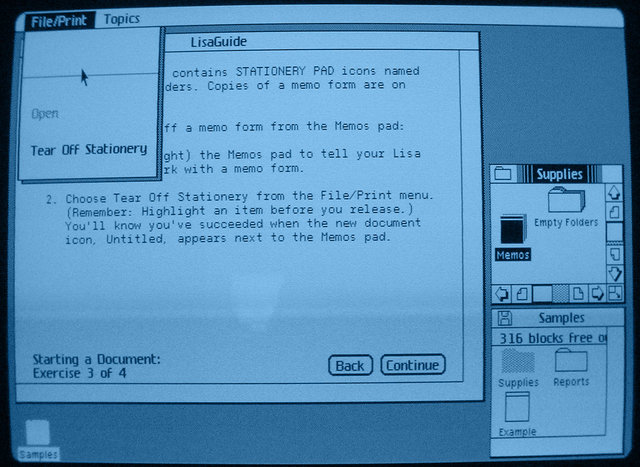 File/Print Topics
LisaGuide
contains STATIONERY PAD icons named
ders. Copies of a memo form are on
Open
ff a memo form from the Memos pad:
Tear Off Stationery
ght) the Memos pad to tell your Lisa
rk with a memo form.
2. Choose Tear Off Stationery from the File/Print menu.
(Remember: Highlight an item before you release.)
You'll know you've succeeded when the new document
icon, Untitled, appears next to the Memos pad.
Starting a Document:
Exercise 3 of 4
Back Continue
Supplies
Empty Folders
Memos
Samples
316 blocks free o
Supplies Reports
Example
Samples